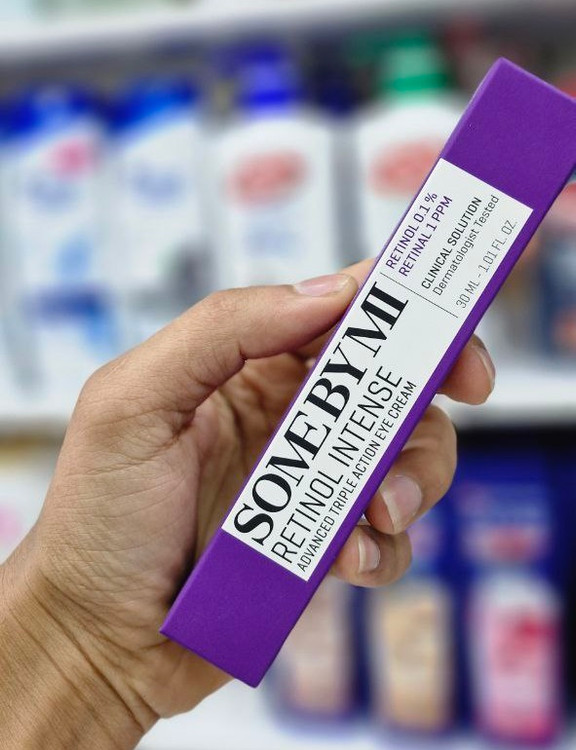 SOME BY MI
RETINOL INTENSE
ADVANCED TRIPLE ACTION EYE CREAM
RETINOL 0.1 %
RETINAL 1 PPM
CLINICAL SOLUTION
Dermatologist Tested
30 ML - 1.01 FL. OZ.